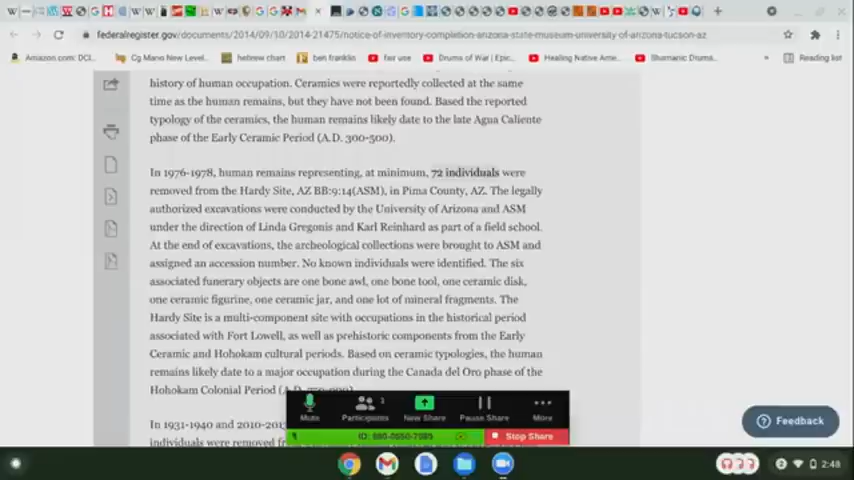 federalregister.gov/documents/2014/09/10/2014-21475/notice-of-inventory-completion-arizona-state-museum-university-of-arizona-tucson-az
Amazon.com: DCI... Cg Mano New Level... hebrew chart ben franklin fair use Drums of War | Epic... Healing Native Ame... Shamanic Drums... » Reading list
history of human occupation. Ceramics were reportedly collected at the same
time as the human remains, but they have not been found. Based the reported
typology of the ceramics, the human remains likely date to the late Agua Caliente
phase of the Early Ceramic Period (A.D. 300-500).
In 1976-1978, human remains representing, at minimum, 72 individuals were
removed from the Hardy Site, AZ BB:9:14(ASM), in Pima County, AZ. The legally
authorized excavations were conducted by the University of Arizona and ASM
under the direction of Linda Gregonis and Karl Reinhard as part of a field school.
At the end of excavations, the archeological collections were brought to ASM and
assigned an accession number. No known individuals were identified. The six
associated funerary objects are one bone awl, one bone tool, one ceramic disk,
one ceramic figurine, one ceramic jar, and one lot of mineral fragments. The
Hardy Site is a multi-component site with occupations in the historical period
associated with Fort Lowell, as well as prehistoric components from the Early
Ceramic and Hohokam cultural periods. Based on ceramic typologies, the human
remains likely date to a major occupation during the Canada del Oro phase of the
Hohokam Colonial Period (A.D.
In 1931-1940 and 2010-2013
individuals were removed from
Mute Participants 1 New Share Pause Share More
Stop Share
Feedback
2 2:48